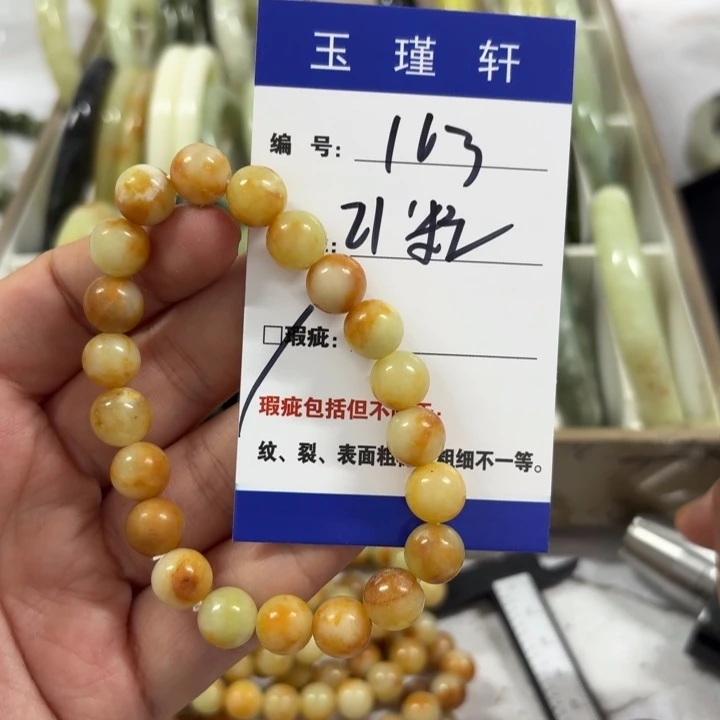 玉瑾轩
编 号: 163
21粒
□瑕疵:
瑕疵包括但不
纹、裂、表面粗 粗细不一等。